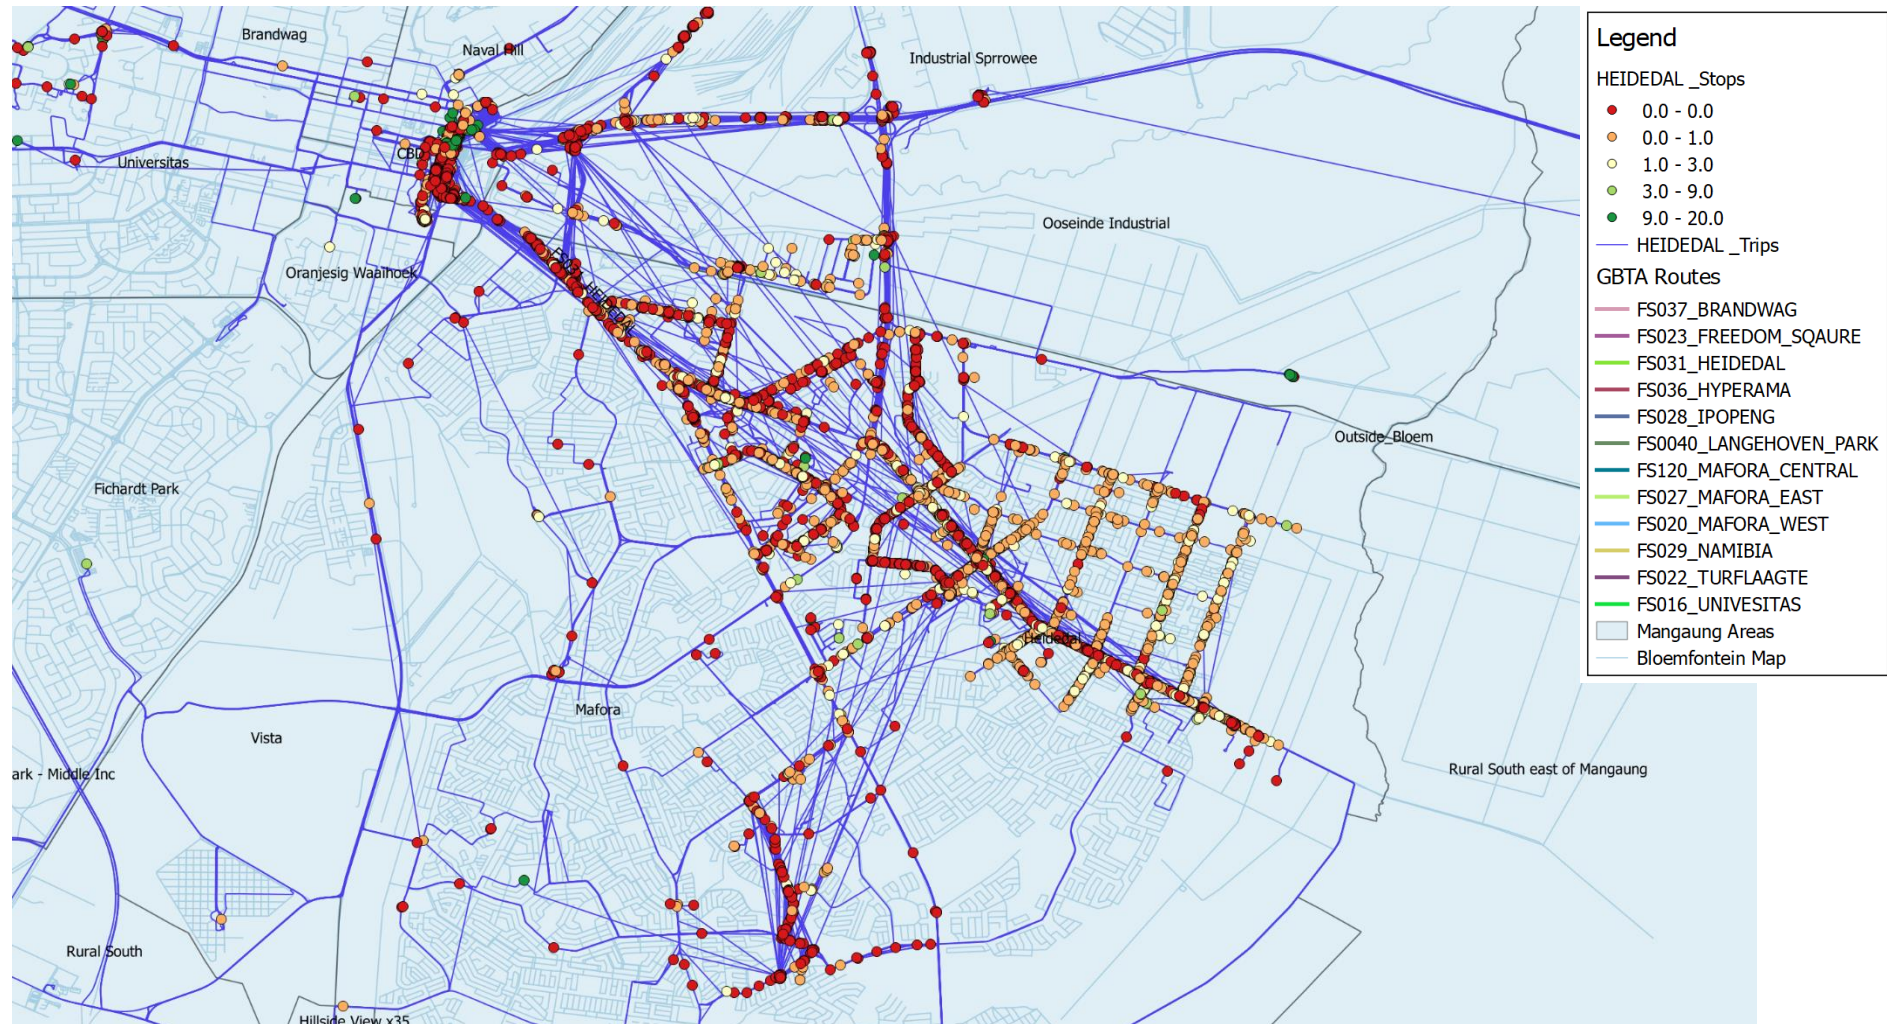 Brandwag
Naval Hill
Industrial Sprrowee
CBD
Universitas
Ooseinde Industrial
Oranjesig Waaihoek
Outside_Bloem
Fichardt Park
Heidedal
Mafora
Vista
ark - Middle Inc
Rural South east of Mangaung
Rural South
Hillside View x35
Legend
HEIDEDAL _Stops
0.0 - 0.0
0.0 - 1.0
1.0 - 3.0
3.0 - 9.0
9.0 - 20.0
HEIDEDAL _Trips
GBTA Routes
FS037_BRANDWAG
FS023_FREEDOM_SQAURE
FS031_HEIDEDAL
FS036_HYPERAMA
FS028_IPOPENG
FS0040_LANGEHOVEN_PARK
FS120_MAFORA_CENTRAL
FS027_MAFORA_EAST
FS020_MAFORA_WEST
FS029_NAMIBIA
FS022_TURFLAAGTE
FS016_UNIVESITAS
Mangaung Areas
Bloemfontein Map